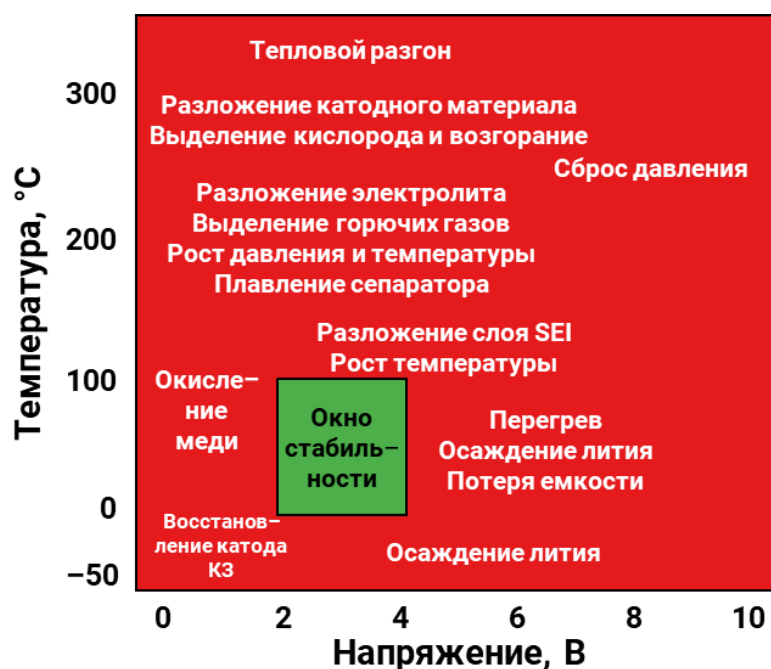 Тепловой разгон
300
Разложение катодного материала
Выделение кислорода и возгорание
Сброс давления
Разложение электролита
200
Выделение горючих газов
Рост давления и температуры
Плавление сепаратора
Температура, °C
Разложение слоя SEI
Рост температуры
100
Окисле–
ние
меди
Окно
стабиль–
ности
Перегрев
Осаждение лития
Потеря емкости
0
Восстанов–
ление катода
КЗ
Осаждение лития
–50
0 2 4 6 8 10
Напряжение, В